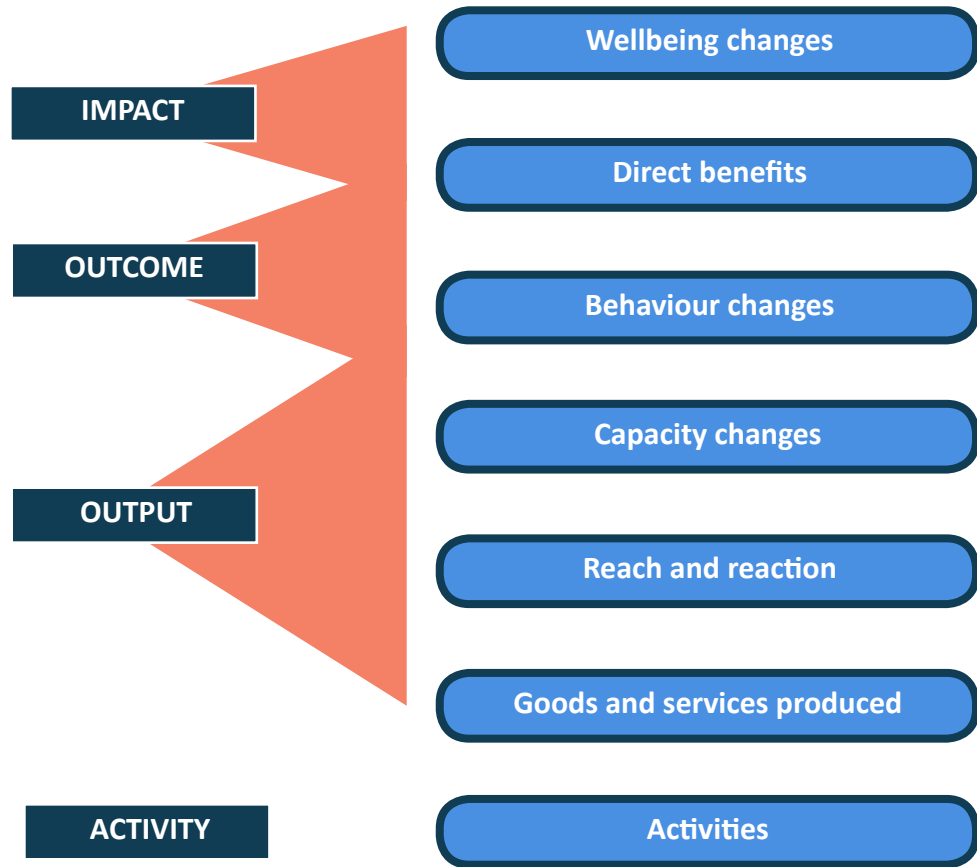 Wellbeing changes
IMPACT
Direct benefits
OUTCOME
Behaviour changes
Capacity changes
OUTPUT
Reach and reaction
Goods and services produced
ACTIVITY
Activities